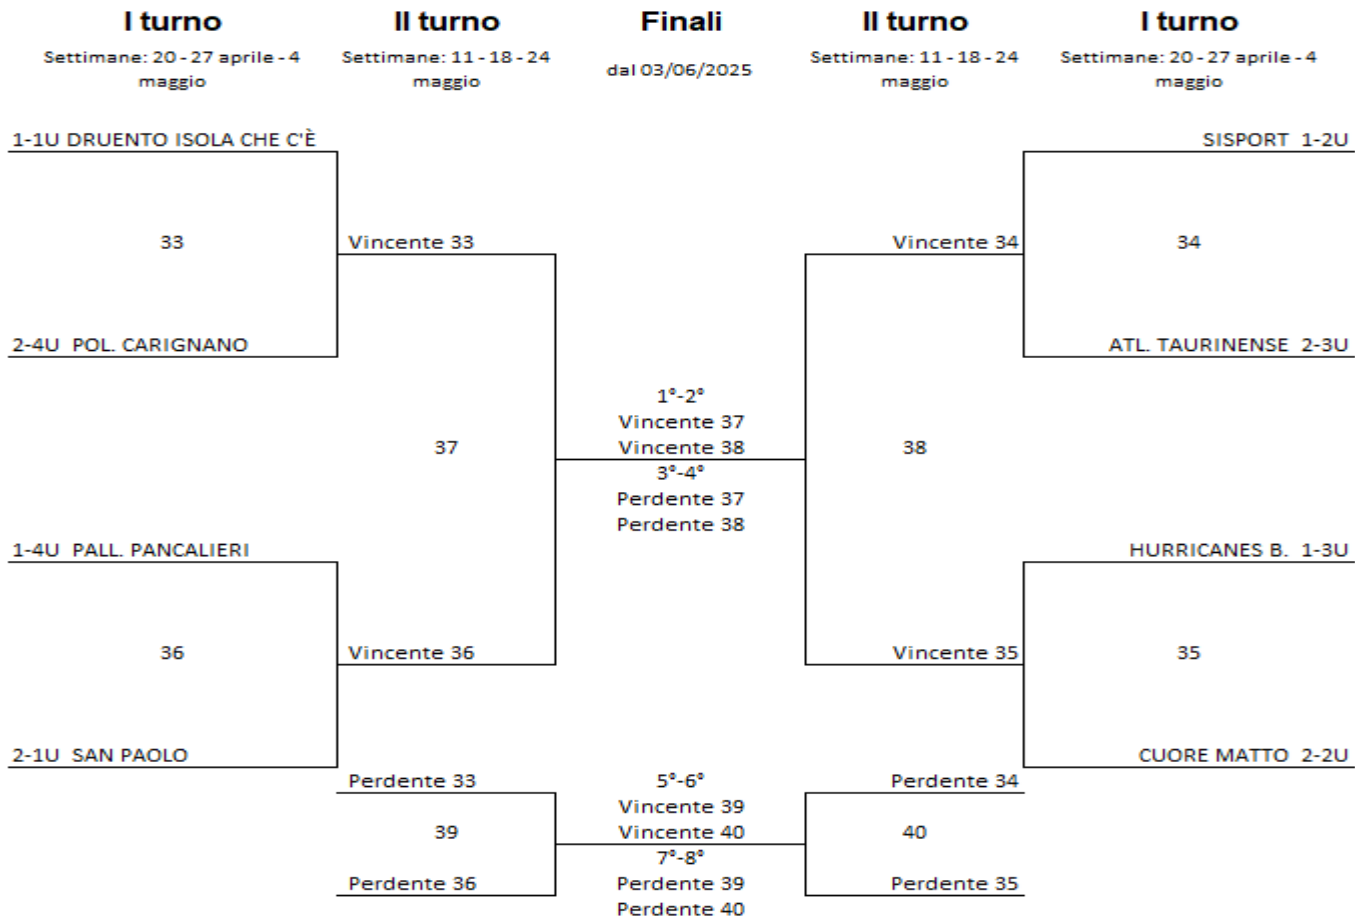 I turno II turno Finali II turno I turno
Settimane: 20 - 27 aprile - 4 Settimane: 11 - 18 - 24 Settimane: 11 - 18 - 24 Settimane: 20 - 27 aprile - 4
dal 03/06/2025
maggio maggio maggio maggio
1-1U DRUENTO ISOLA CHE C'È SISPORT 1-2U
33 Vincente 33 Vincente 34 34
2-4U POL. CARIGNANO ATL. TAURINENSE 2-3U
1°-2°
Vincente 37
37 Vincente 38 38
3°-4°
Perdente 37
Perdente 38
1-4U PALL. PANCALIERI HURRICANES B. 1-3U
36 Vincente 36 Vincente 35 35
2-1U SAN PAOLO CUORE MATTO 2-2U
Perdente 33 5°-6° Perdente 34
Vincente 39
39 Vincente 40 40
7°-8°
Perdente 36 Perdente 39 Perdente 35
Perdente 40